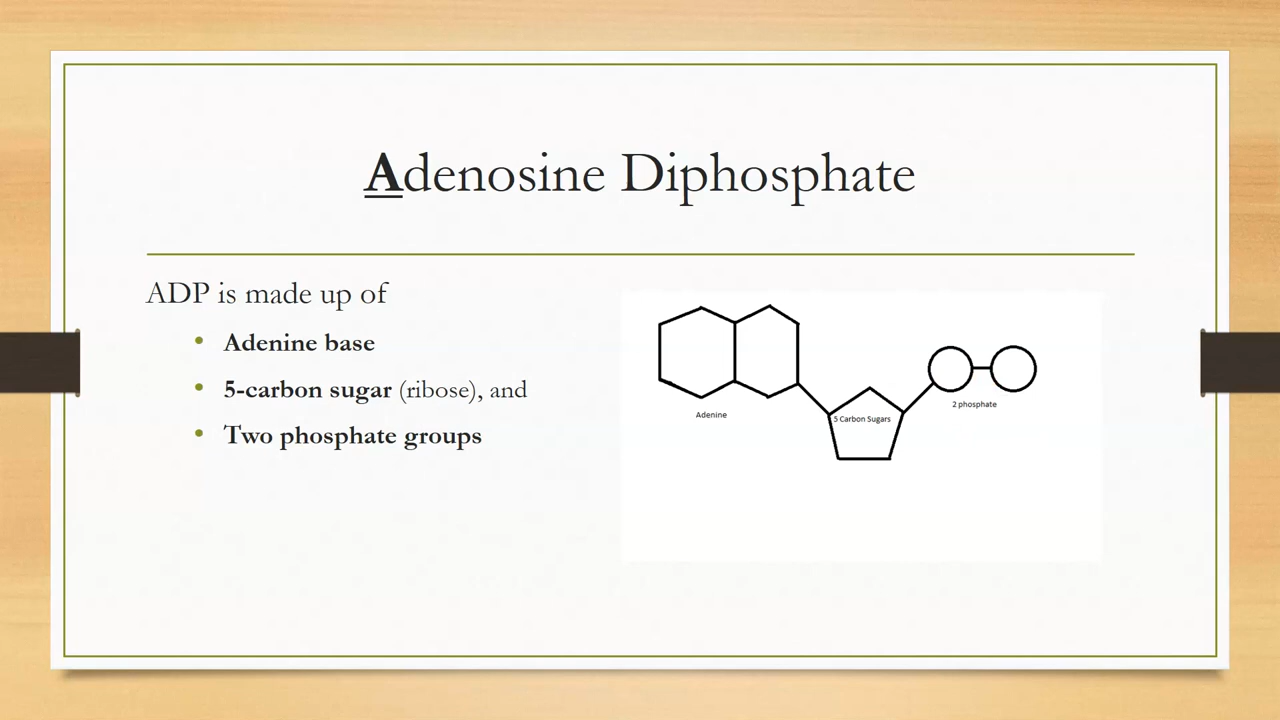 Adenosine Diphosphate
ADP is made up of
• Adenine base
• 5-carbon sugar (ribose), and
• Two phosphate groups
Adenine
5 Carbon Sugars
2 phosphate